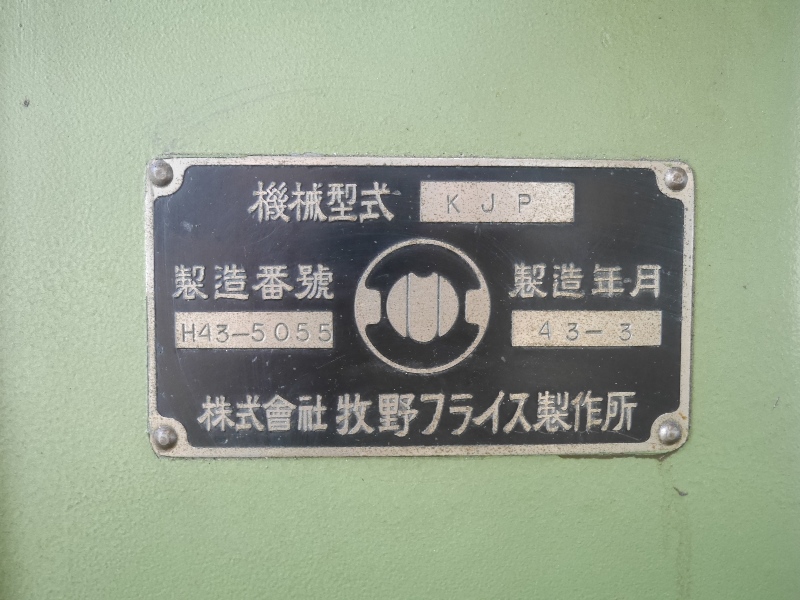 機械型式 KJP
製造番號 製造年月
H43-5055 43-3
株式會社 牧野フライス製作所